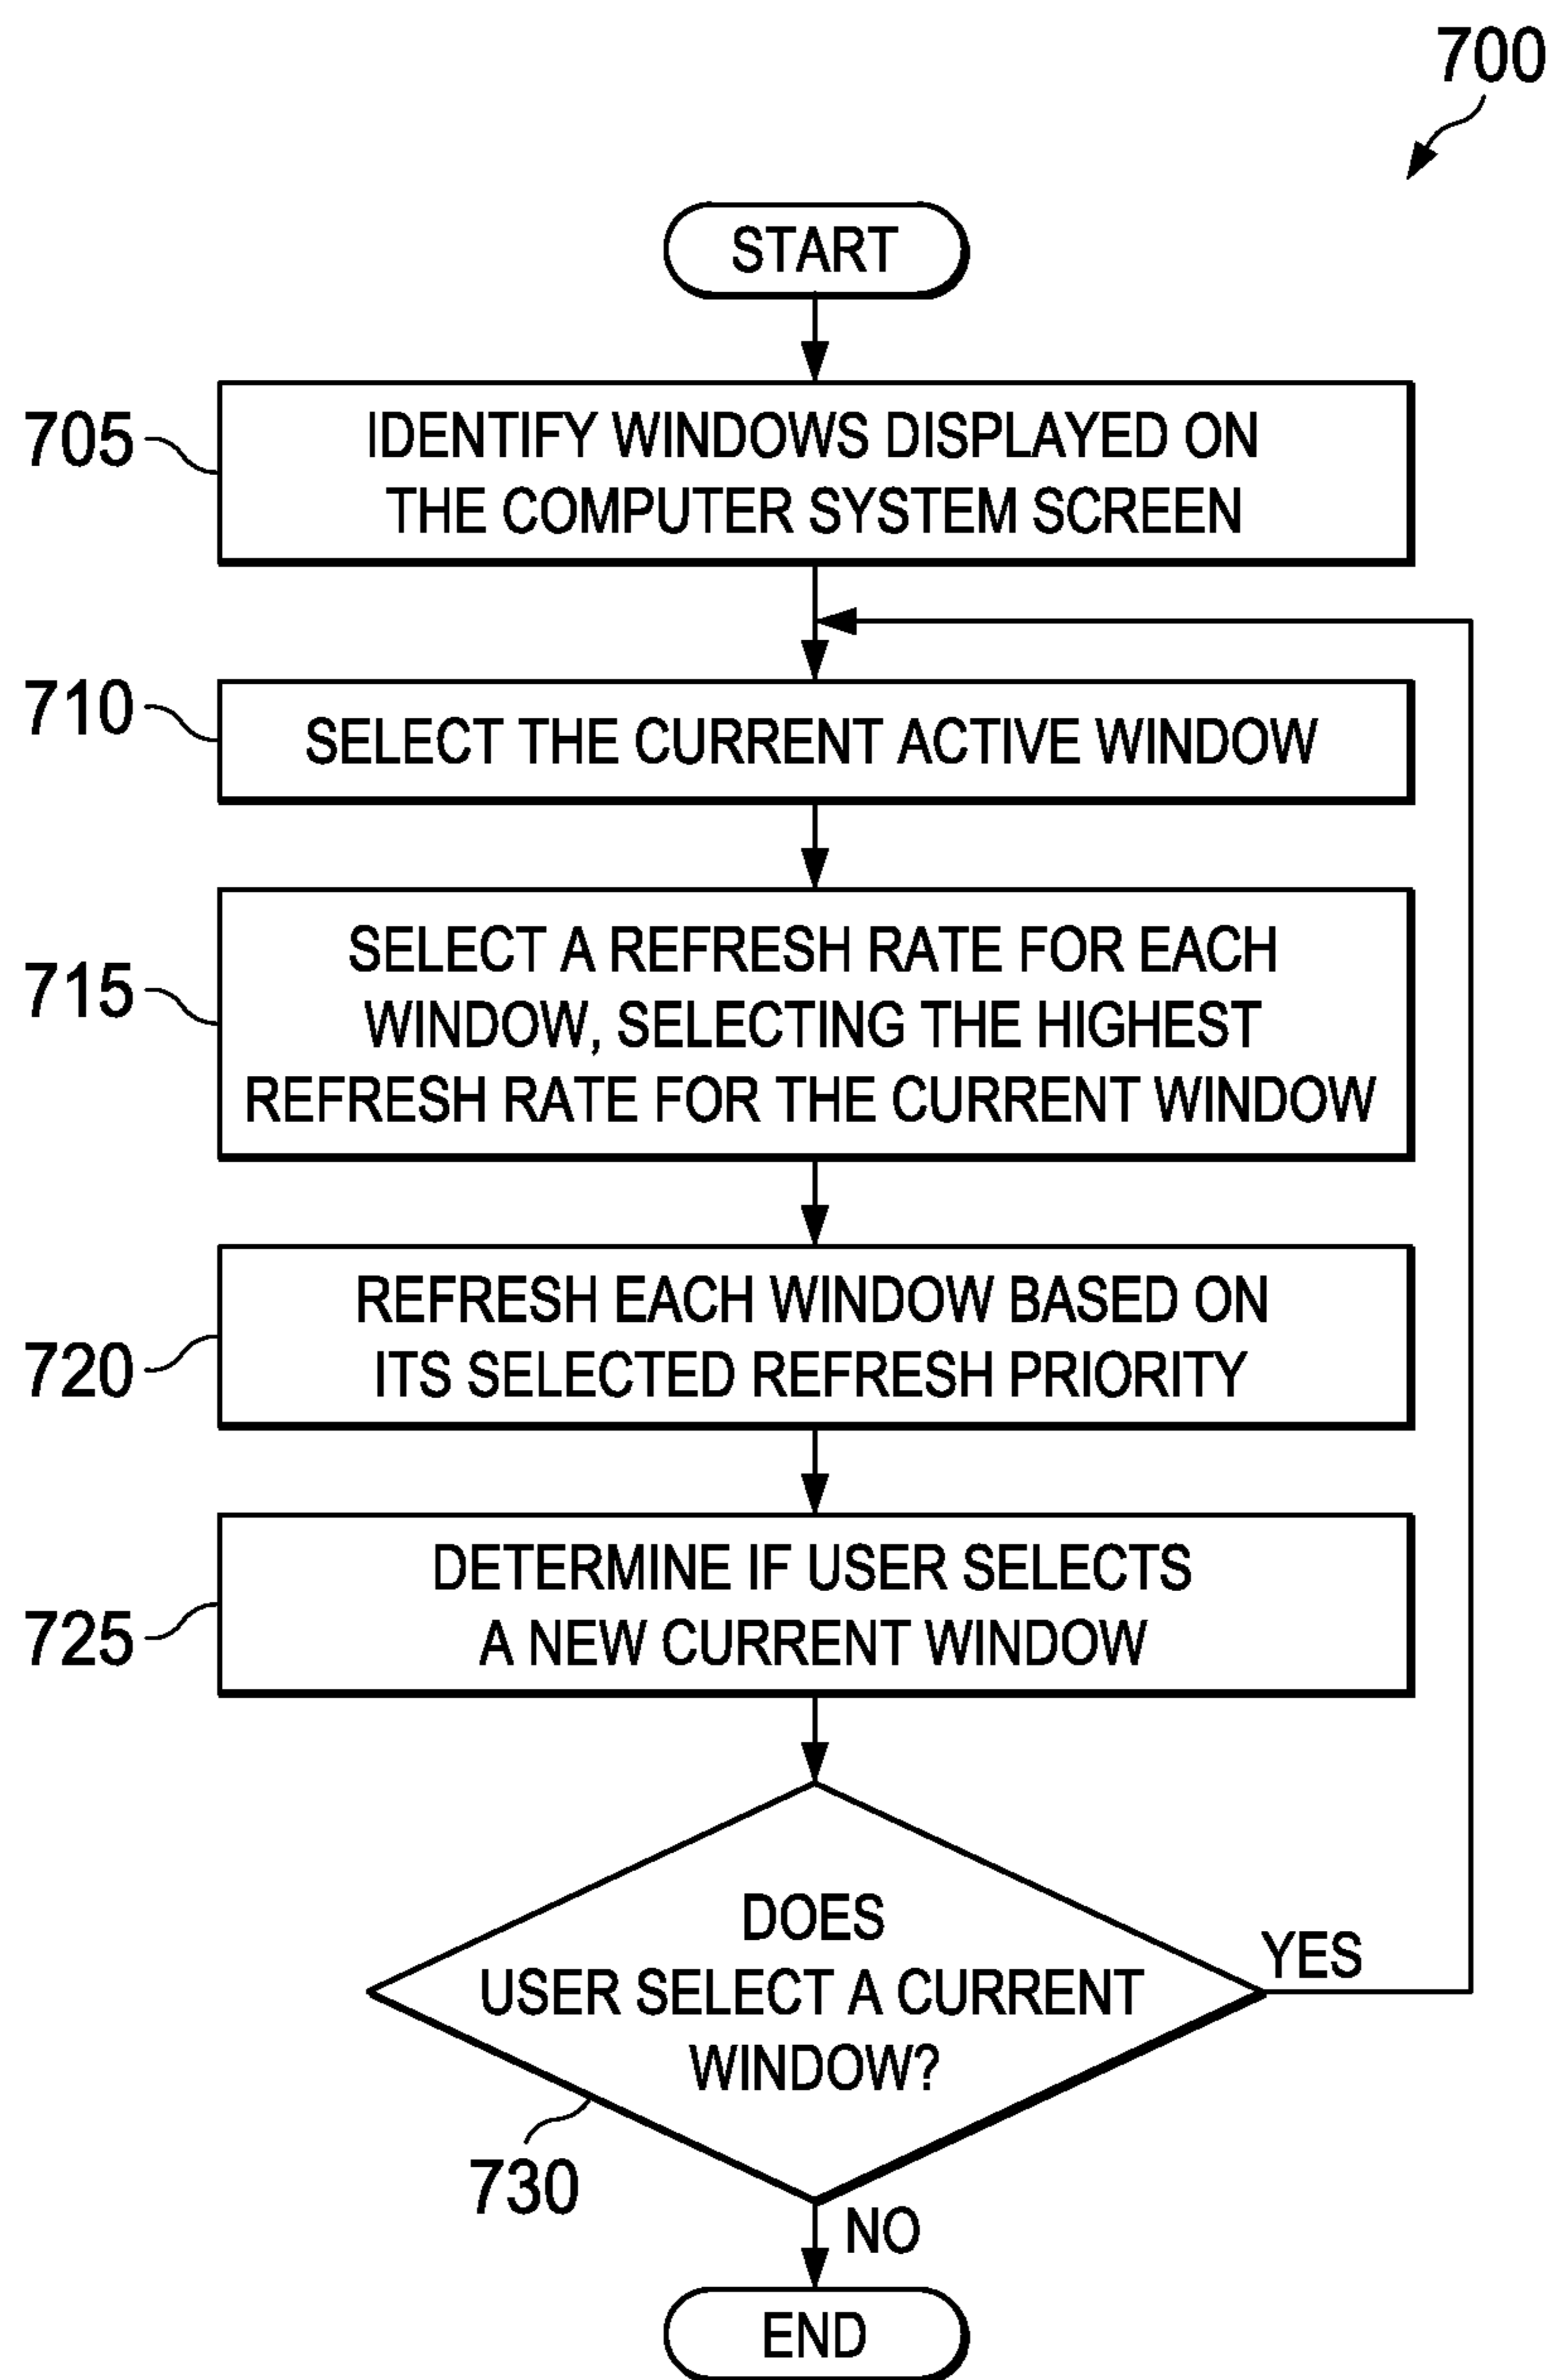 700
START
705
IDENTIFY WINDOWS DISPLAYED ON
THE COMPUTER SYSTEM SCREEN
710
SELECT THE CURRENT ACTIVE WINDOW
715
SELECT A REFRESH RATE FOR EACH
WINDOW, SELECTING THE HIGHEST
REFRESH RATE FOR THE CURRENT WINDOW
720
REFRESH EACH WINDOW BASED ON
ITS SELECTED REFRESH PRIORITY
725
DETERMINE IF USER SELECTS
A NEW CURRENT WINDOW
DOES
USER SELECT A CURRENT
WINDOW?
YES
730
NO
END